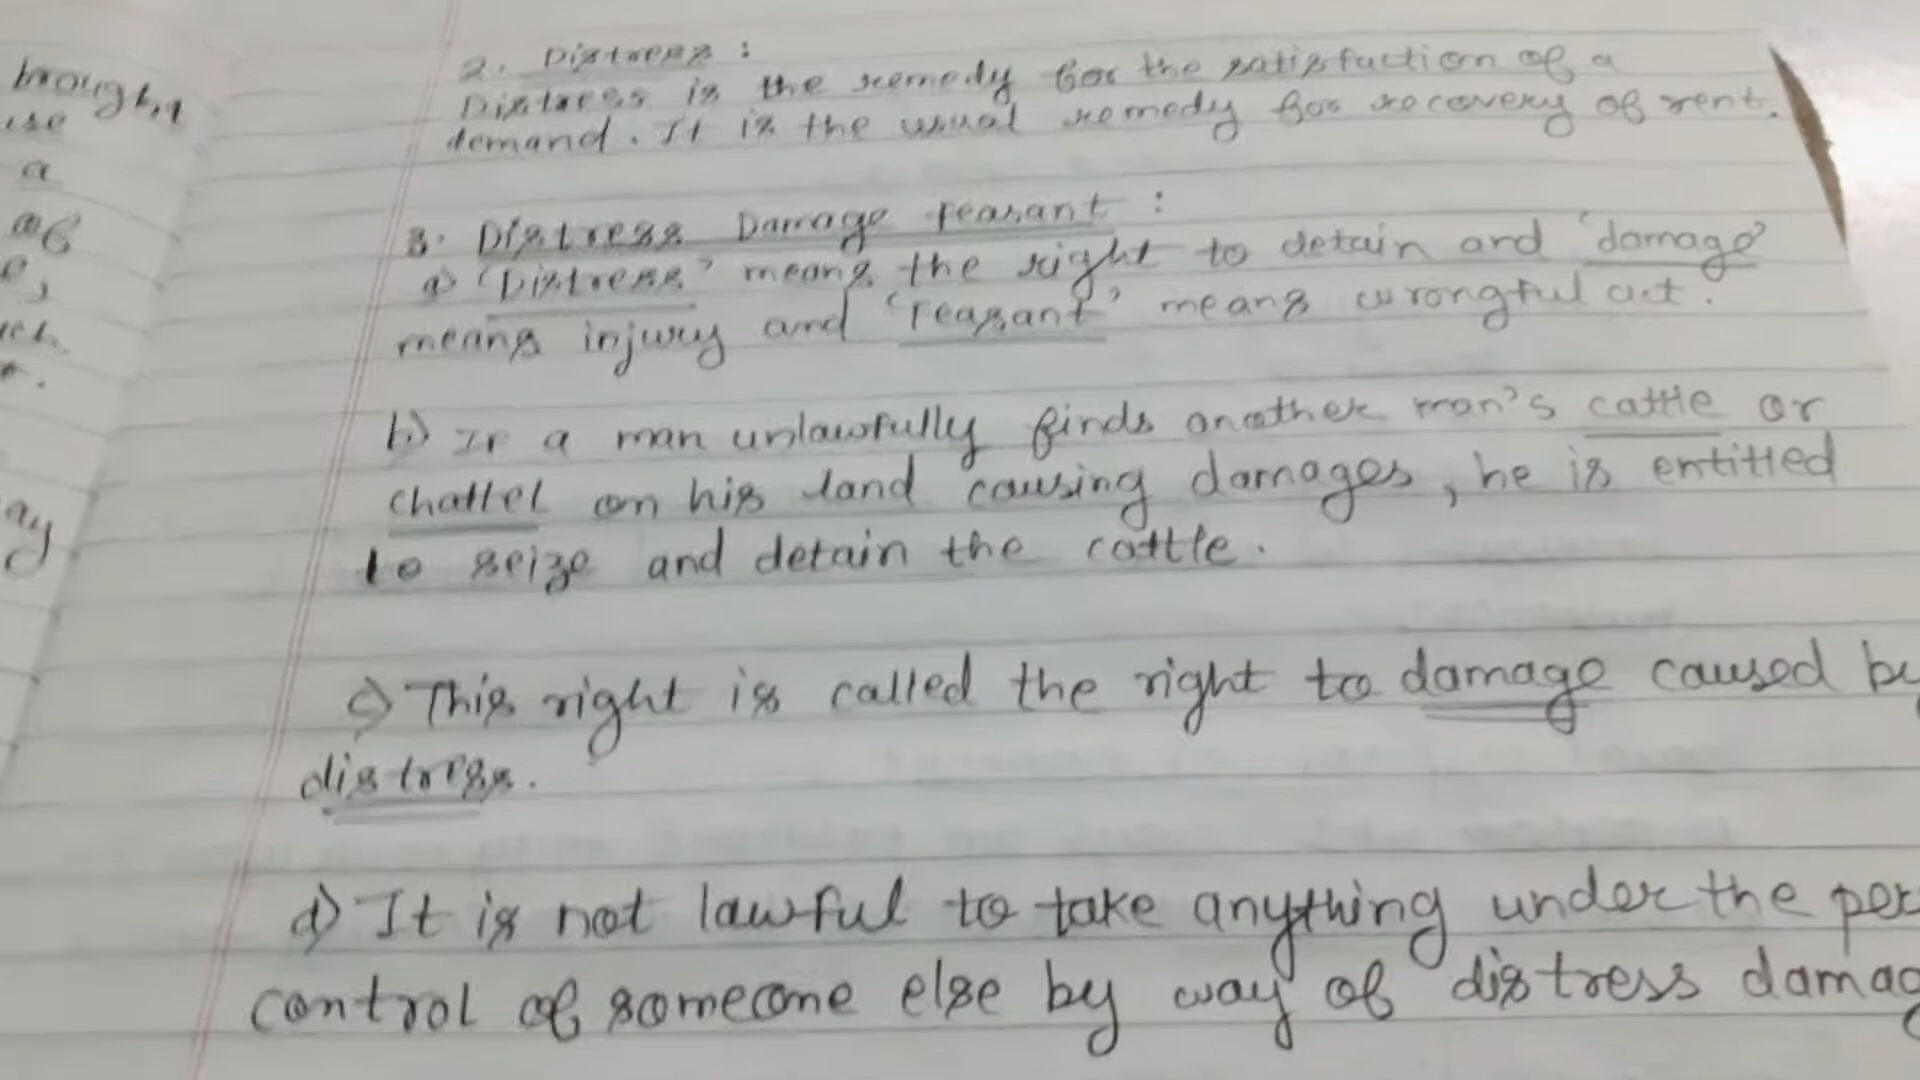 brought,
use
a
of
ay
2. Distress :
Distress is the remedy for the satisfaction of a
demand. It is the usual remedy for recovery of rent.
3. Distress Damage Feasant :
a) 'Distress' means the right to detain and 'damage'
means injury and 'Feasant' means wrongful act.
b) If a man unlawfully finds another man's cattle or
chattel on his land causing damages, he is entitled
to seize and detain the cattle.
c) This right is called the right to damage caused by
distress.
d) It is not lawful to take anything under the per
control of someone else by way of distress damag